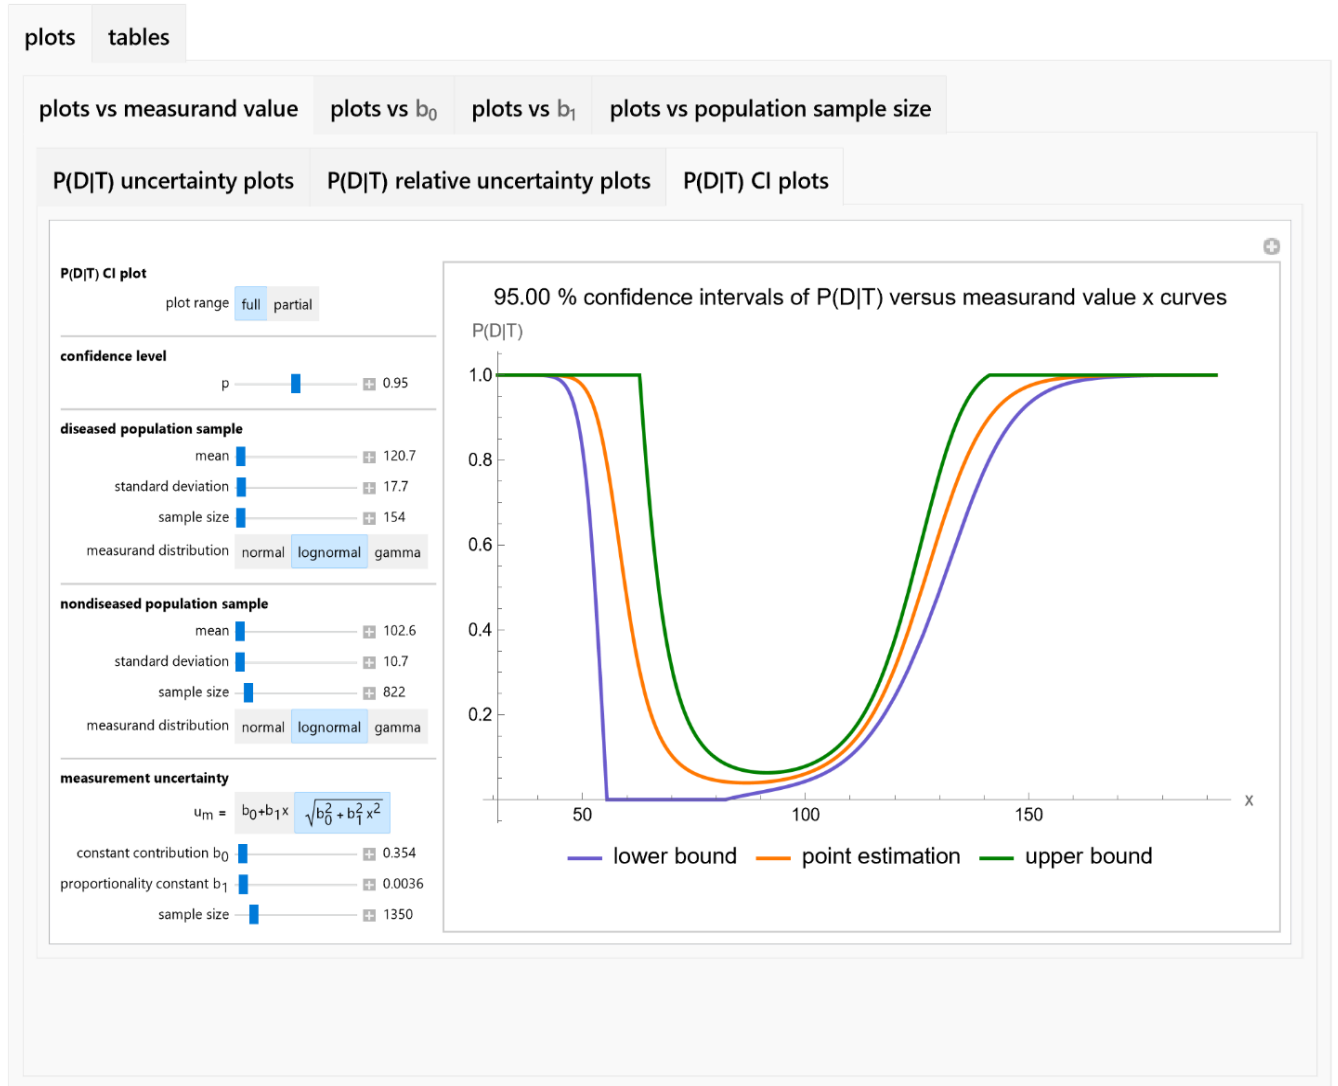 plots tables
plots vs measurand value plots vs b0 plots vs b1 plots vs population sample size
P(D|T) uncertainty plots P(D|T) relative uncertainty plots P(D|T) CI plots
P(D|T) CI plot
plot range full partial
confidence level
p 0.95
diseased population sample
mean 120.7
standard deviation 17.7
sample size 154
measurand distribution normal lognormal gamma
nondiseased population sample
mean 102.6
standard deviation 10.7
sample size 822
measurand distribution normal lognormal gamma
measurement uncertainty
um = b0+b1x √(b0^2 + b1^2 x^2)
constant contribution b0 0.354
proportionality constant b1 0.0036
sample size 1350
95.00 % confidence intervals of P(D|T) versus measurand value x curves
P(D|T)
1.0
0.8
0.6
0.4
0.2
50 100 150 x
lower bound point estimation upper bound